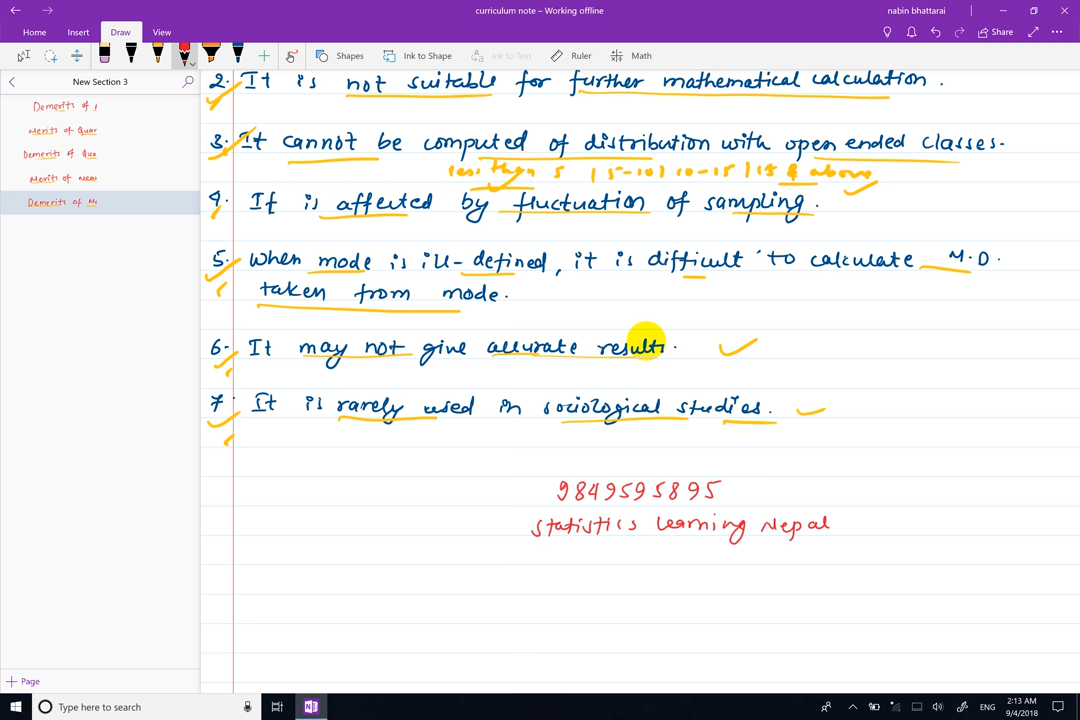 curriculum note – Working offline
nabin bhattarai
Home Insert Draw View
Share
Shapes Ink to Shape Ink to Text Ruler Math
New Section 3
Demerits of
Merits of Quar
Demerits of Qua
Merit of Mear
Demerits of M
Page
2. It is not suitable for further mathematical calculation.
3. It cannot be computed of distribution with open ended classes.
less than 5 | 5-10 | 10-15 | 15 & above
4. It is affected by fluctuation of sampling.
5. When mode is ill-defined, it is difficult to calculate M.D.
taken from mode.
6. It may not give accurate results.
7. It is rarely used in sociological studies.
9849595895
Statistics learning Nepal
Type here to search
ENG
2:13 AM
9/4/2018